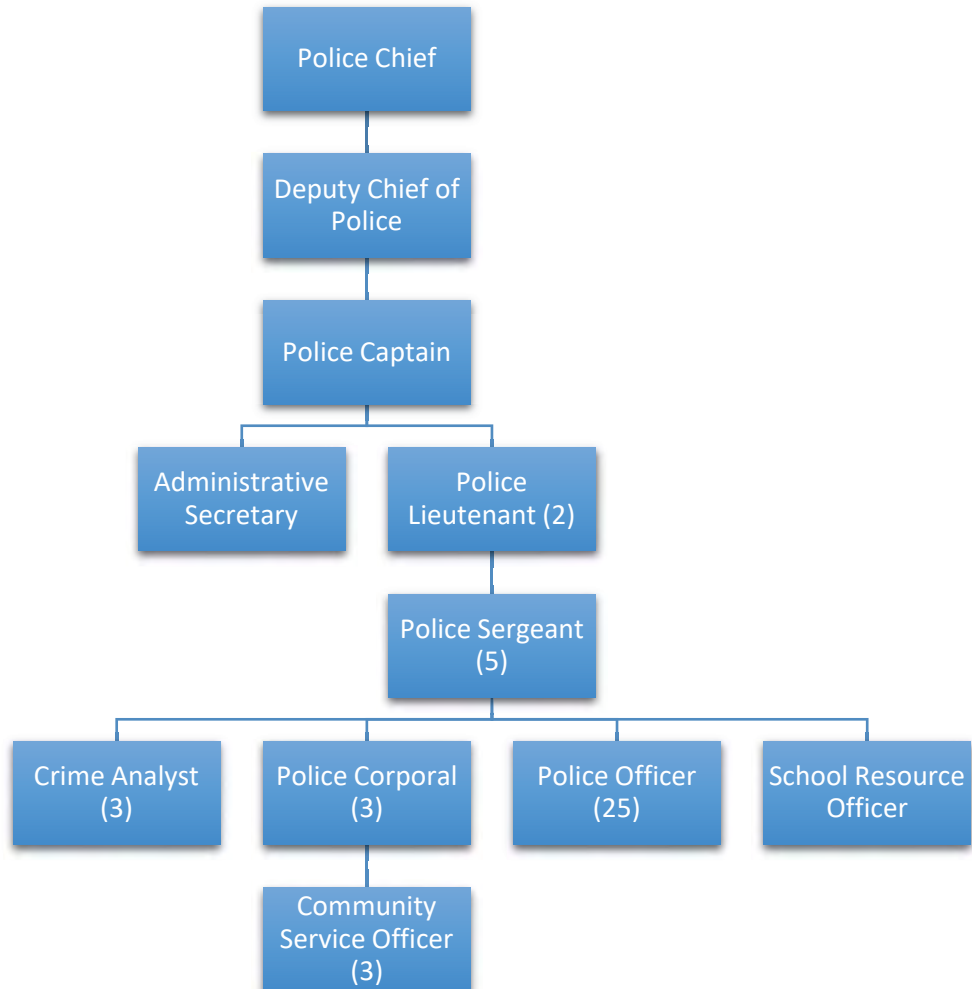 Police Chief
Deputy Chief of
Police
Police Captain
Administrative
Secretary
Police
Lieutenant (2)
Police Sergeant
(5)
Crime Analyst
(3)
Police Corporal
(3)
Police Officer
(25)
School Resource
Officer
Community
Service Officer
(3)